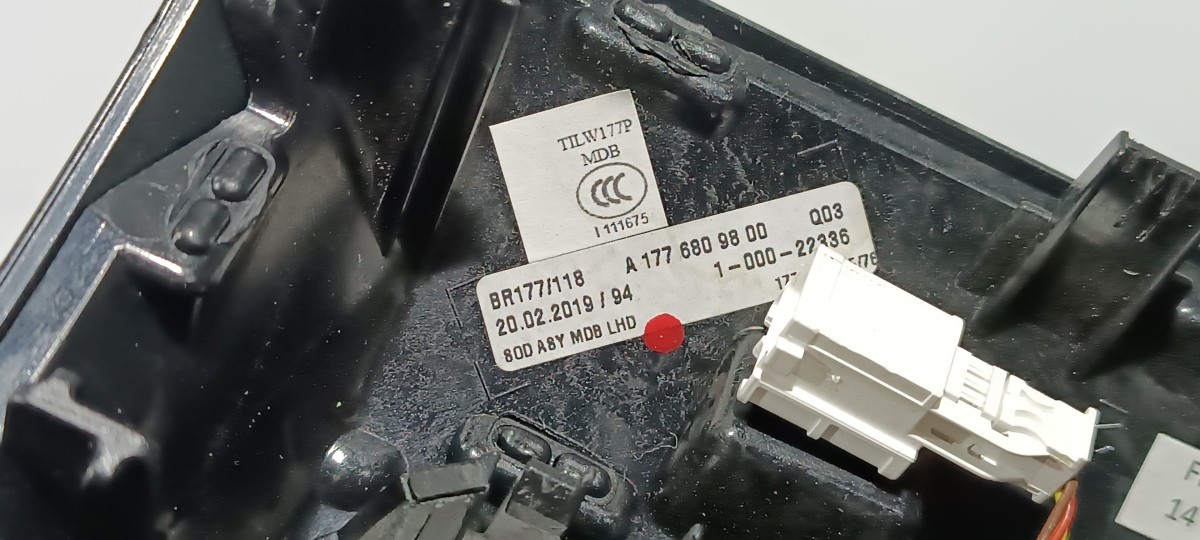 TILW177P
MDB
CCC
I 111675
BR177/118 A 177 680 98 00 Q03
20.02.2019 / 94 1-000-22336
80D A8Y MDB LHD
14